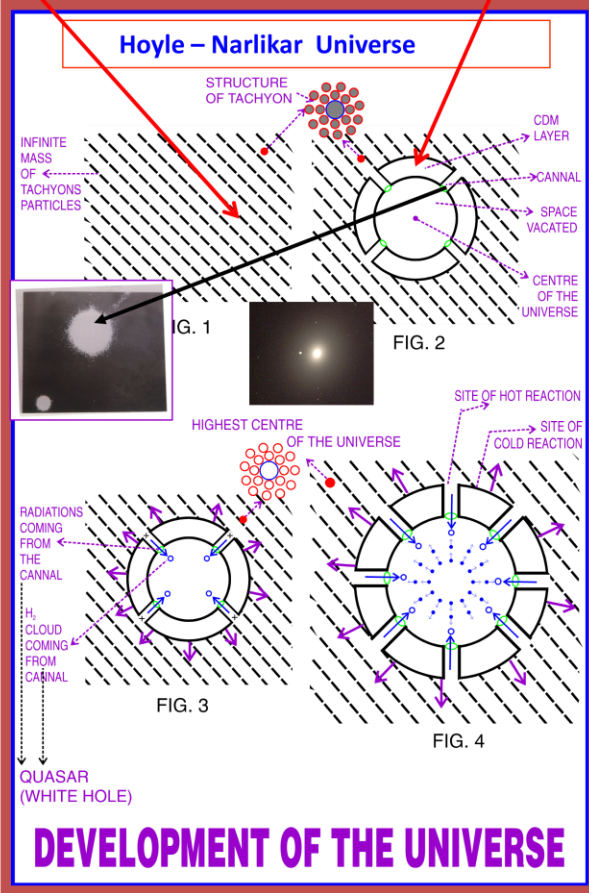 Hoyle – Narlikar Universe
STRUCTURE
OF TACHYON
INFINITE
MASS
OF
TACHYONS
PARTICLES
CDM
LAYER
CANNAL
SPACE
VACATED
CENTRE
OF THE
UNIVERSE
IG. 1
FIG. 2
SITE OF HOT REACTION
SITE OF
COLD REACTION
HIGHEST CENTRE
OF THE UNIVERSE
RADIATIONS
COMING
FROM
THE
CANNAL
H₂
CLOUD
COMING
FROM
CANNAL
FIG. 3
FIG. 4
QUASAR
(WHITE HOLE)
DEVELOPMENT OF THE UNIVERSE